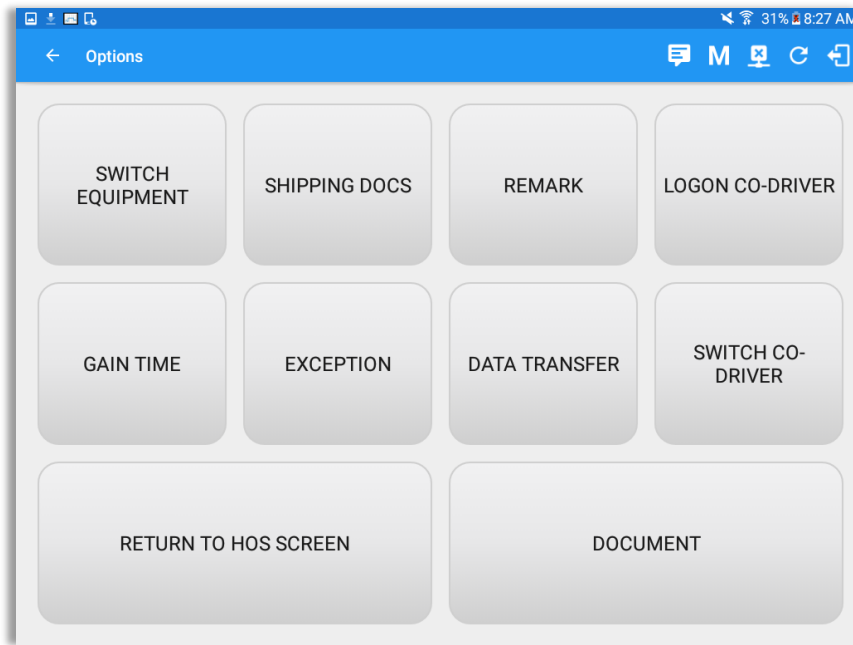 31% 8:27 AM
Options
M
SWITCH
EQUIPMENT
SHIPPING DOCS
REMARK
LOGON CO-DRIVER
GAIN TIME
EXCEPTION
DATA TRANSFER
SWITCH CO-
DRIVER
RETURN TO HOS SCREEN
DOCUMENT